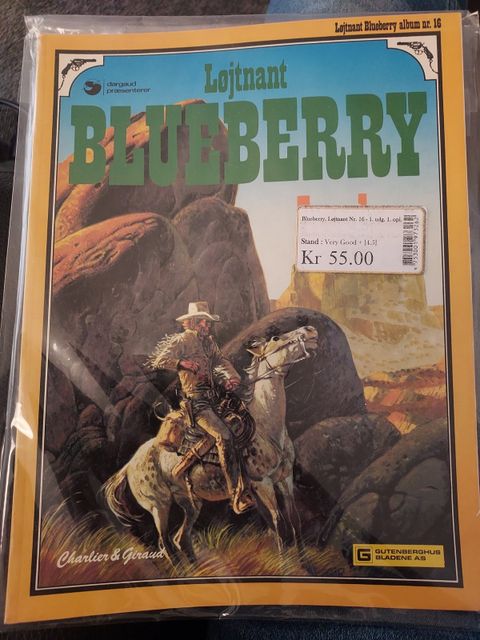 Løjtnant Blueberry album nr. 16
dargaud
præsenterer
Løjtnant
BLUEBERRY
Blueberry, Løjtnant Nr. 16 - 1. udg. 1. opl.
Stand : Very Good + [4.5]
Kr 55.00
Charlier & Giraud
G
GUTENBERGHUS
BLADENE AS